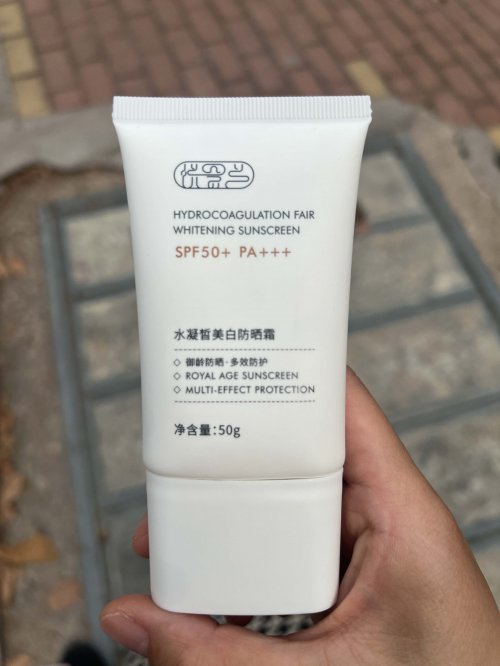 HYDROCOAGULATION FAIR
WHITENING SUNSCREEN
SPF50+ PA+++
水凝皙美白防晒霜
◇ 御龄防晒·多效防护
◇ ROYAL AGE SUNSCREEN
◇ MULTI-EFFECT PROTECTION
净含量:50g